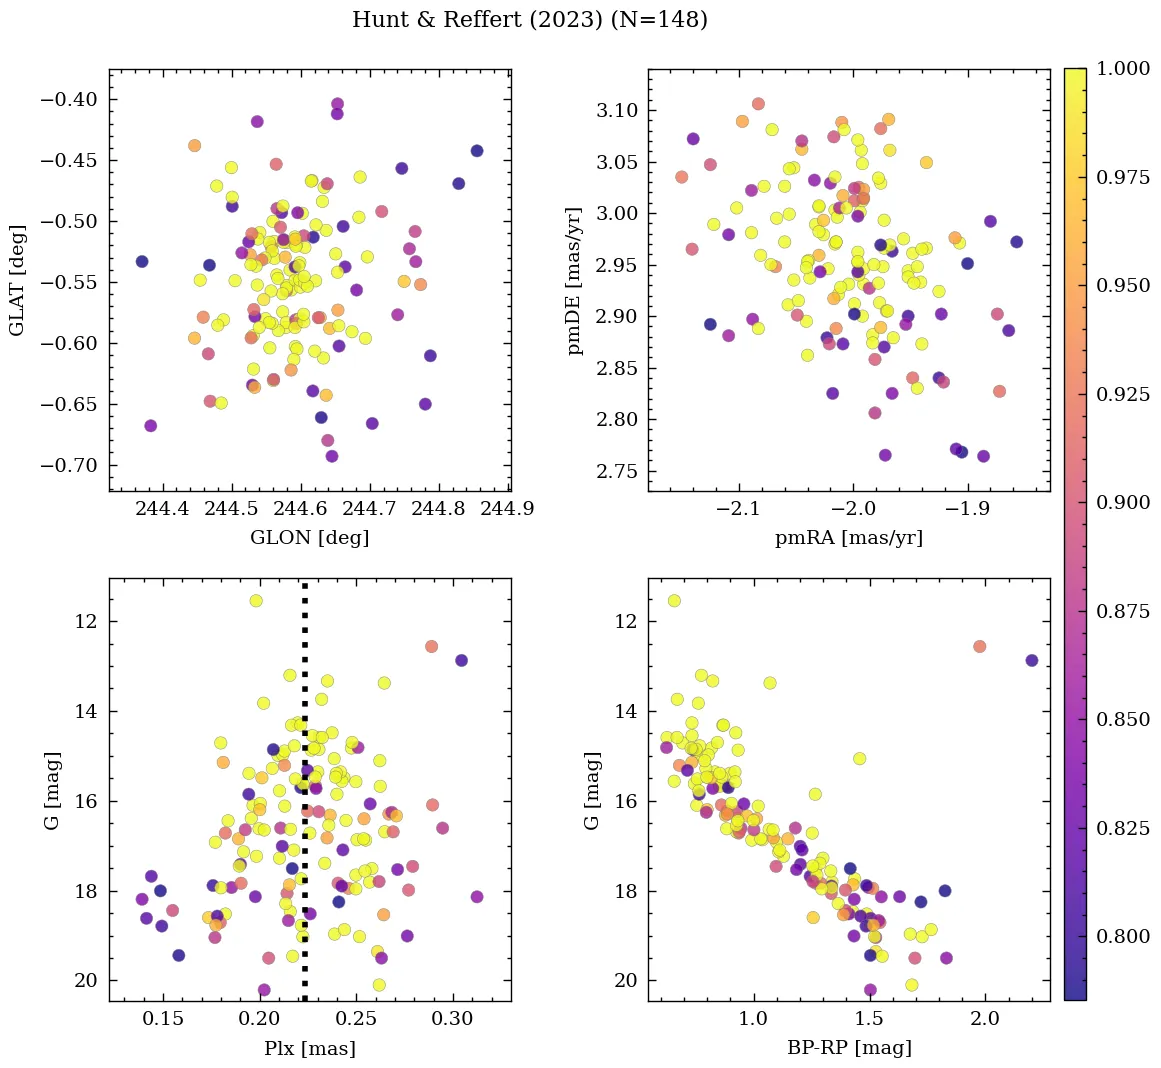 Hunt & Reffert (2023) (N=148)
−0.40
−0.45
−0.50
−0.55
−0.60
−0.65
−0.70
GLAT [deg]
244.4 244.5 244.6 244.7 244.8 244.9
GLON [deg]
3.10
3.05
3.00
2.95
2.90
2.85
2.80
2.75
pmDE [mas/yr]
−2.1 −2.0 −1.9
pmRA [mas/yr]
1.000
0.975
0.950
0.925
0.900
0.875
0.850
0.825
0.800
12
14
16
18
20
G [mag]
0.15 0.20 0.25 0.30
Plx [mas]
12
14
16
18
20
G [mag]
1.0 1.5 2.0
BP-RP [mag]